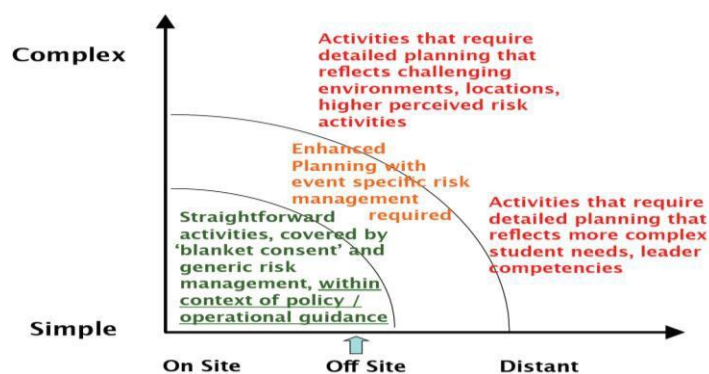 Complex
Activities that require
detailed planning that
reflects challenging
environments, locations,
higher perceived risk
activities
Enhanced
Planning with
event specific risk
management
required
Activities that require
detailed planning that
reflects more complex
student needs, leader
competencies
Straightforward
activities, covered by
‘blanket consent’ and
generic risk
management, within
context of policy /
operational guidance
Simple
On Site
Off Site
Distant